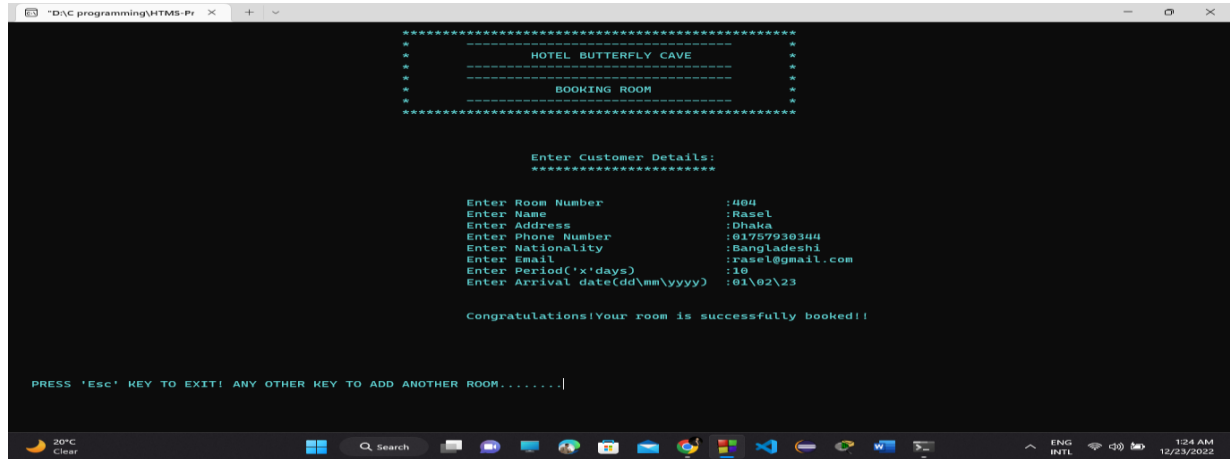 "D:\C programming\HTMS-Pr
**************************************************
* --------------------------------- *
* HOTEL BUTTERFLY CAVE *
* --------------------------------- *
* --------------------------------- *
* BOOKING ROOM *
* --------------------------------- *
**************************************************
Enter Customer Details:
***********************
Enter Room Number :404
Enter Name :Rasel
Enter Address :Dhaka
Enter Phone Number :01757930344
Enter Nationality :Bangladeshi
Enter Email :rasel@gmail.com
Enter Period('x'days) :10
Enter Arrival date(dd\mm\yyyy) :01\02\23
Congratulations!Your room is successfully booked!!
PRESS 'Esc' KEY TO EXIT! ANY OTHER KEY TO ADD ANOTHER ROOM........
20°C
Clear
Search
ENG
INTL
1:24 AM
12/23/2022